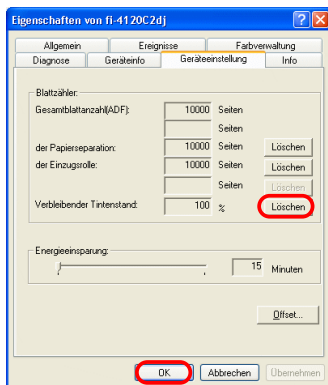 Eigenschaften von fi-4120C2dj
Allgemein Ereignisse Farbverwaltung
Diagnose Geräteinfo Geräteeinstellung Info
Blattzähler:
Gesamtblattanzahl(ADF): 10000 Seiten
Seiten
der Papierseparation: 10000 Seiten Löschen
der Einzugsrolle: 10000 Seiten Löschen
Seiten Löschen
Verbleibender Tintenstand: 100 % Löschen
Energieeinsparung:
15 Minuten
Offset...
OK Abbrechen Übernehmen